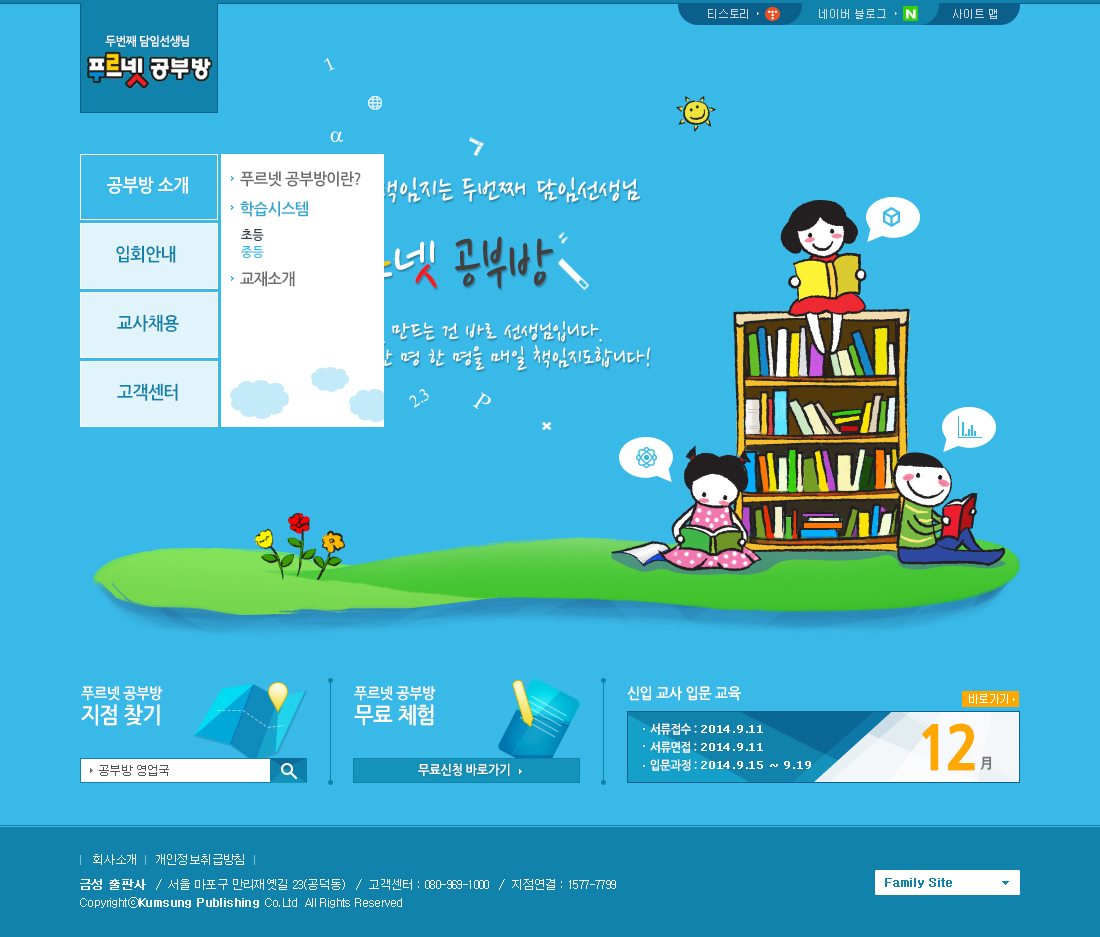 티스토리
네이버 블로그
N
사이트 맵
두번째 담임선생님
푸르넷 공부방
1
α
7
공부방 소개
입회안내
교사채용
고객센터
푸르넷 공부방이란?
학습시스템
초등
중등
교재소개
책임지는 두번째 담임선생님
넷 공부방
만드는 건 바로 선생님입니다.
한 명 한 명을 매일 책임지도합니다!
2.3
P
푸르넷 공부방
지점 찾기
공부방 영업국
푸르넷 공부방
무료 체험
무료신청 바로가기
신입 교사 입문 교육
바로가기
· 서류접수 : 2014.9.11
· 서류면접 : 2014.9.11
· 입문과정 : 2014.9.15 ~ 9.19
12月
| 회사소개 | 개인정보취급방침 |
금성 출판사 / 서울 마포구 만리재옛길 23(공덕동) / 고객센터 : 080-969-1000 / 지점연결 : 1577-7799
CopyrightⓒKumsung Publishing Co.Ltd All Rights Reserved
Family Site